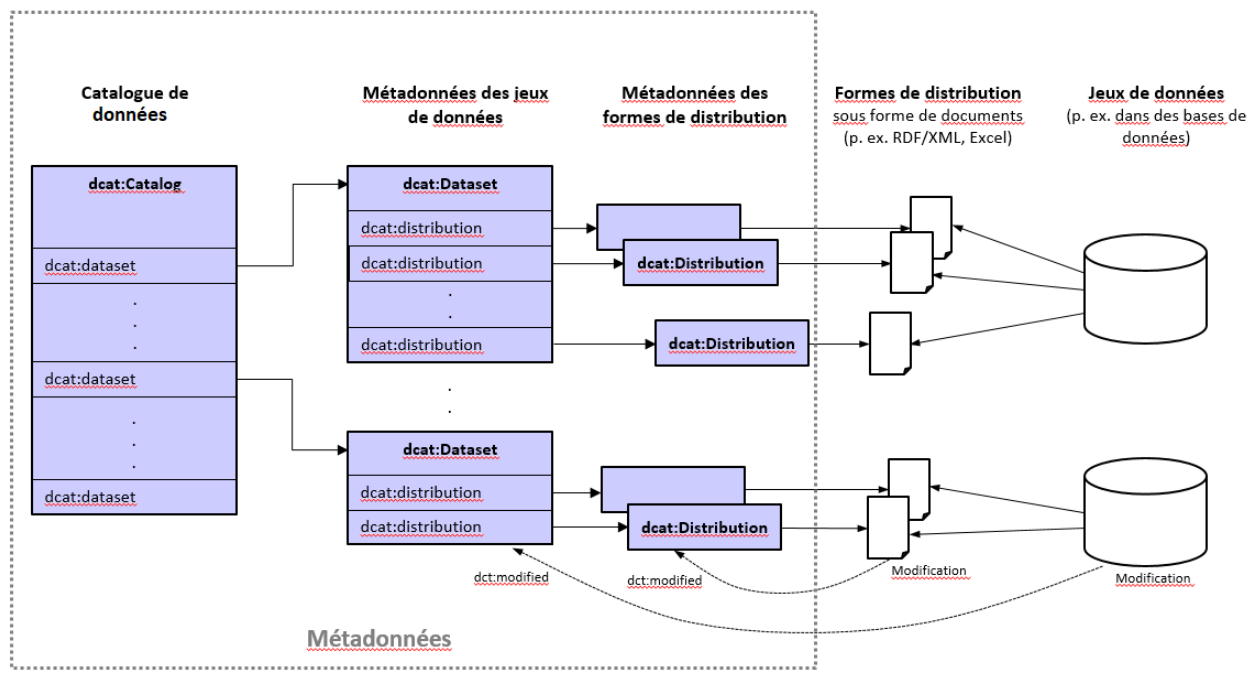 Catalogue de
données
Métadonnées des jeux
de données
Métadonnées des
formes de distribution
Formes de distribution
sous forme de documents
(p. ex. RDF/XML, Excel)
Jeux de données
(p. ex. dans des bases de
données)
dcat:Catalog
dcat:dataset
.
.
.
dcat:dataset
.
.
.
dcat:dataset
dcat:Dataset
dcat:distribution
dcat:distribution
.
.
dcat:distribution
.
.
dcat:Dataset
dcat:distribution
dcat:distribution
dcat:Distribution
dcat:Distribution
dcat:Distribution
dct:modified
dct:modified
Modification
Modification
Métadonnées